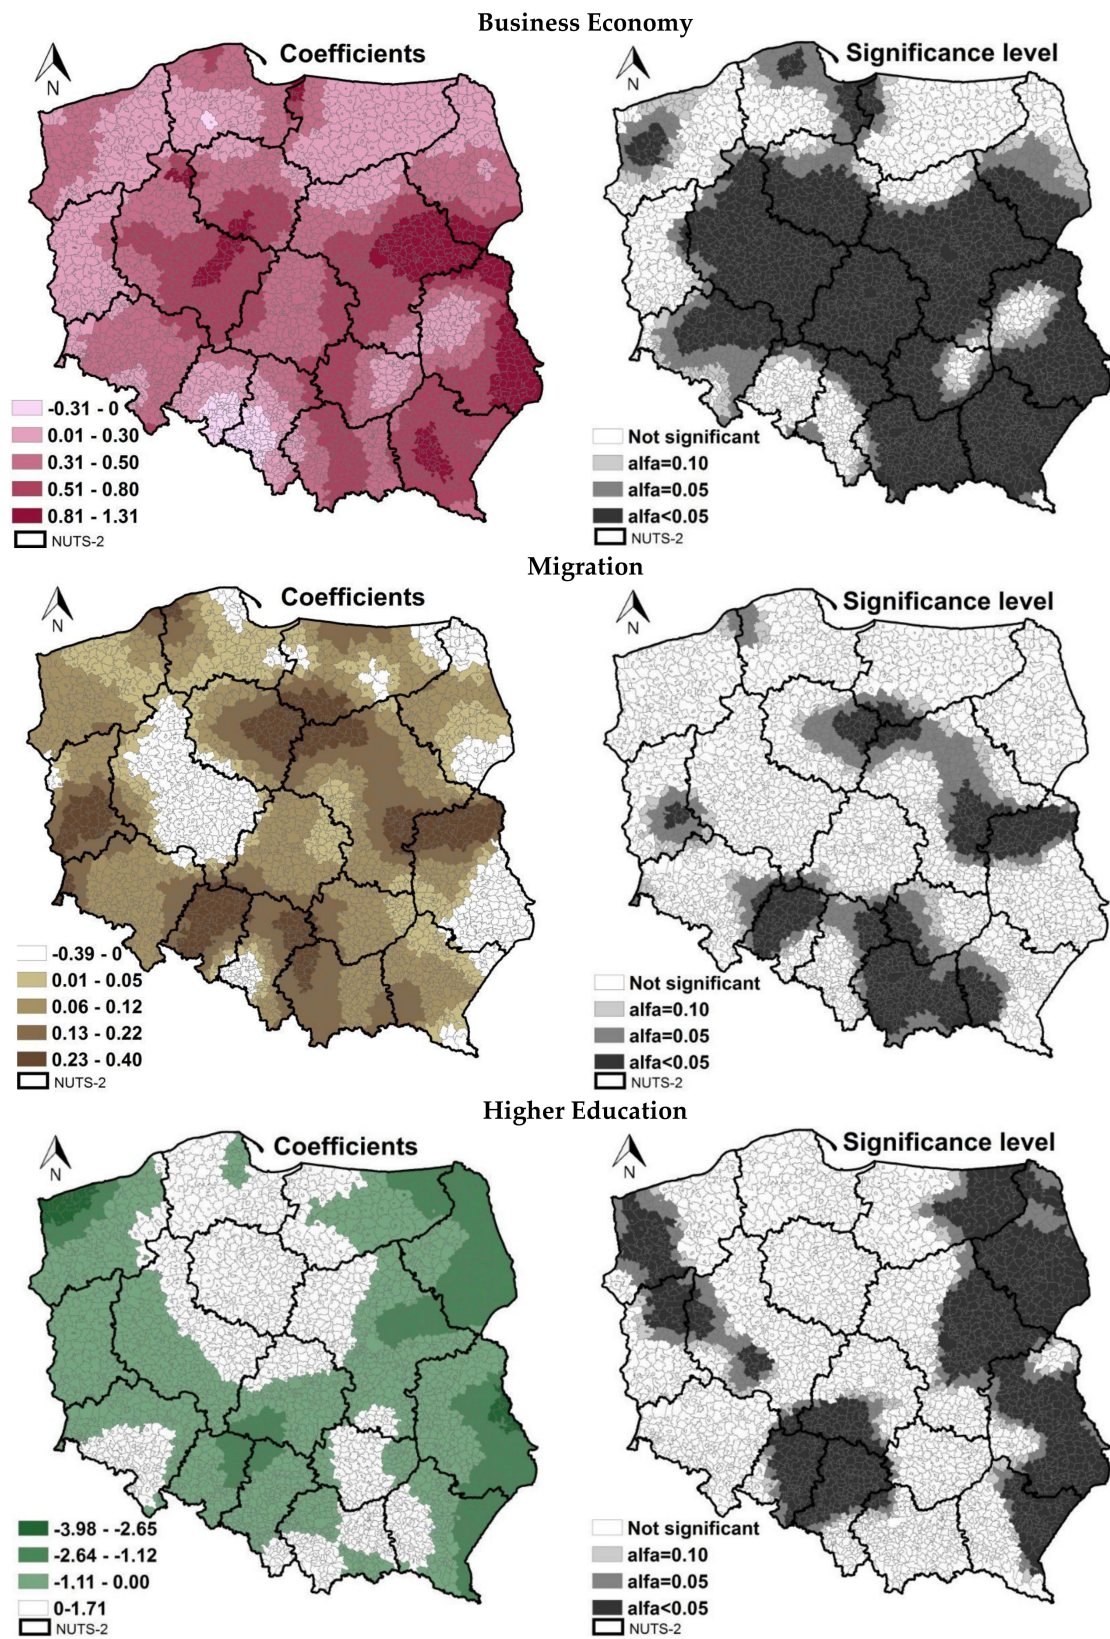 Business Economy
Coefficients
N
-0.31 - 0
0.01 - 0.30
0.31 - 0.50
0.51 - 0.80
0.81 - 1.31
NUTS-2
Significance level
N
Not significant
alfa=0.10
alfa=0.05
alfa<0.05
NUTS-2
Migration
Coefficients
N
-0.39 - 0
0.01 - 0.05
0.06 - 0.12
0.13 - 0.22
0.23 - 0.40
NUTS-2
Significance level
N
Not significant
alfa=0.10
alfa=0.05
alfa<0.05
NUTS-2
Higher Education
Coefficients
N
-3.98 - -2.65
-2.64 - -1.12
-1.11 - 0.00
0-1.71
NUTS-2
Significance level
N
Not significant
alfa=0.10
alfa=0.05
alfa<0.05
NUTS-2